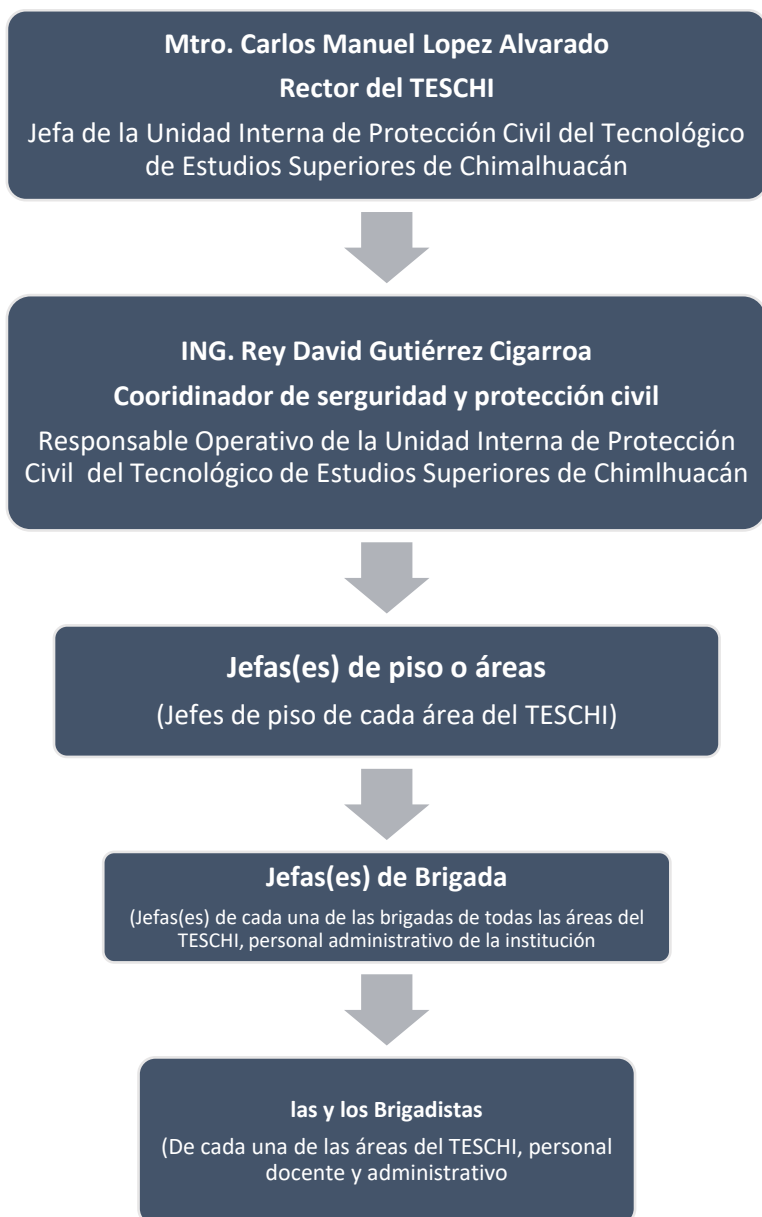 Mtro. Carlos Manuel Lopez Alvarado
Rector del TESCHI
Jefa de la Unidad Interna de Protección Civil del Tecnológico
de Estudios Superiores de Chimalhuacán
ING. Rey David Gutiérrez Cigarroa
Cooridinador de serguridad y protección civil
Responsable Operativo de la Unidad Interna de Protección
Civil del Tecnológico de Estudios Superiores de Chimlhuacán
Jefas(es) de piso o áreas
(Jefes de piso de cada área del TESCHI)
Jefas(es) de Brigada
(Jefas(es) de cada una de las brigadas de todas las áreas del
TESCHI, personal administrativo de la institución
las y los Brigadistas
(De cada una de las áreas del TESCHI, personal
docente y administrativo